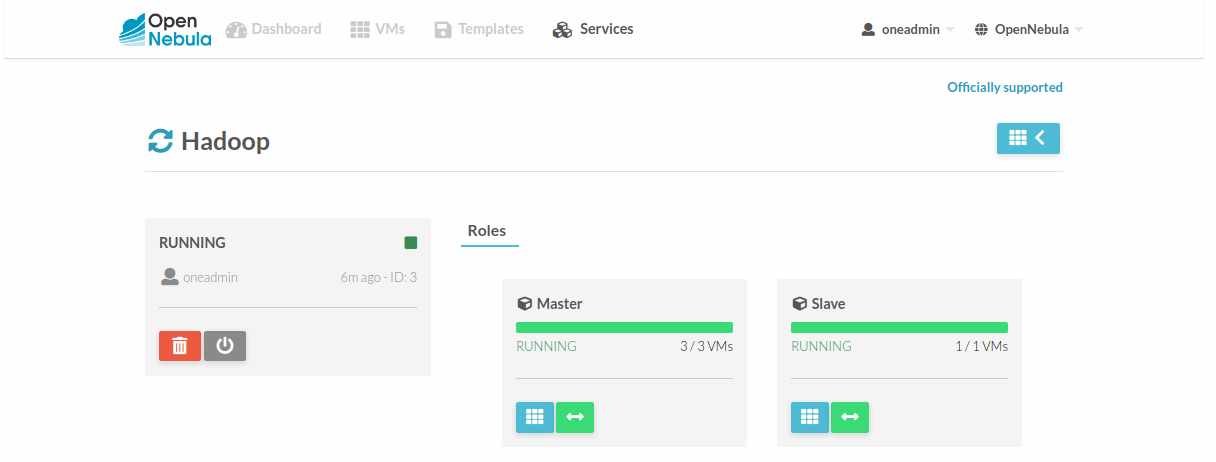 Open Nebula Dashboard VMs Templates Services oneadmin OpenNebula
Officially supported
Hadoop
RUNNING
oneadmin 6m ago - ID: 3
Roles
Master
RUNNING 3 / 3 VMs
Slave
RUNNING 1 / 1 VMs